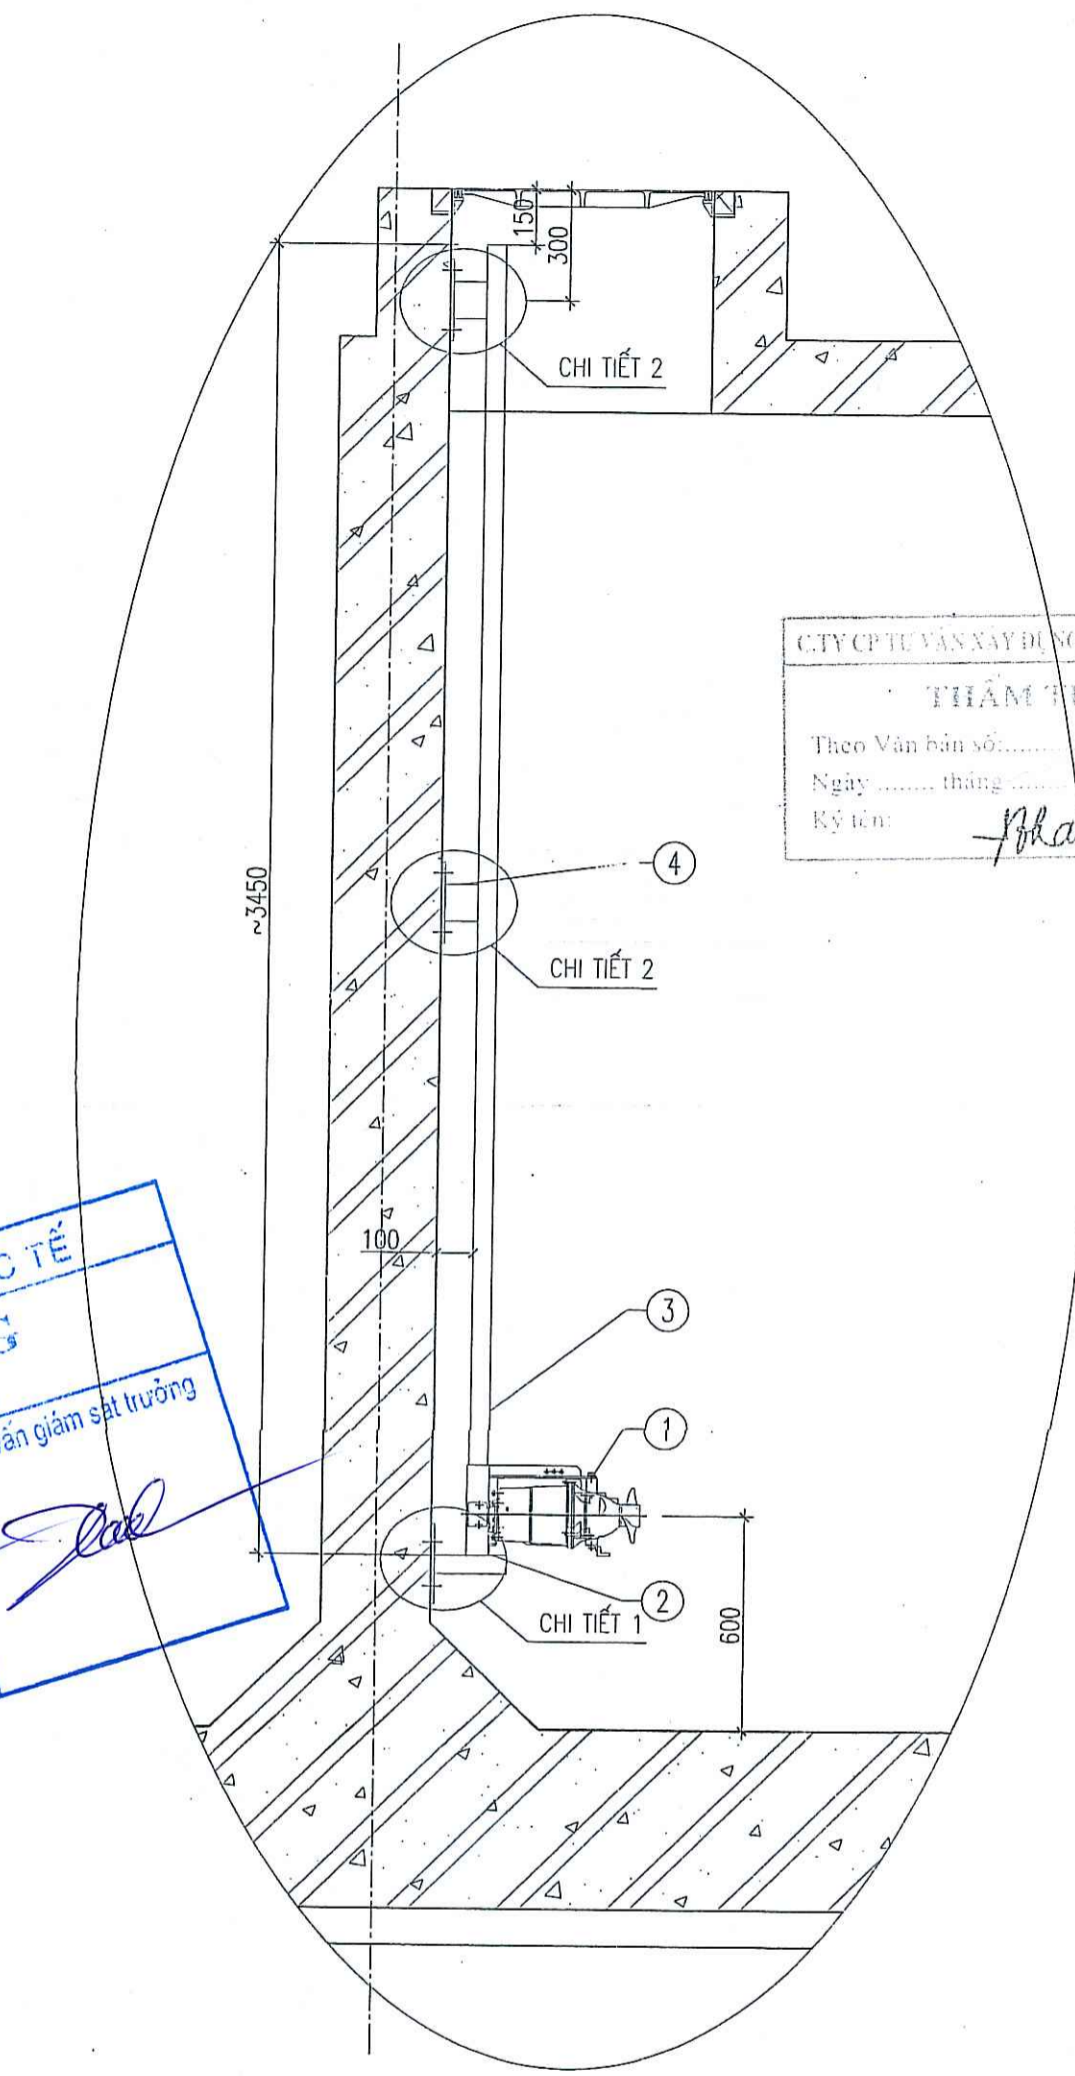 150
300
CHI TIẾT 2
C.TY CP TƯ VẤN XÂY DỰNG
THẨM
Theo Văn bản số:.........
Ngày ........ tháng ........
Ký tên:
4
~3450
CHI TIẾT 2
100
3
TẾ
1
giám sát trưởng
2
CHI TIẾT 1
600